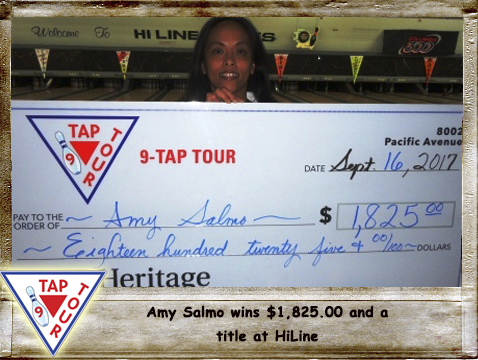 Welcome To HI LINE
500
TAP
TOUR
9
9-TAP TOUR
8002
Pacific Avenue
DATE Sept. 16, 2017
PAY TO THE
ORDER OF ~ Amy Salmo ~ $ 1,825.00
~ Eighteen hundred twenty five & 00/100 ~ DOLLARS
Heritage
TAP
TOUR
9
Amy Salmo wins $1,825.00 and a
title at HiLine